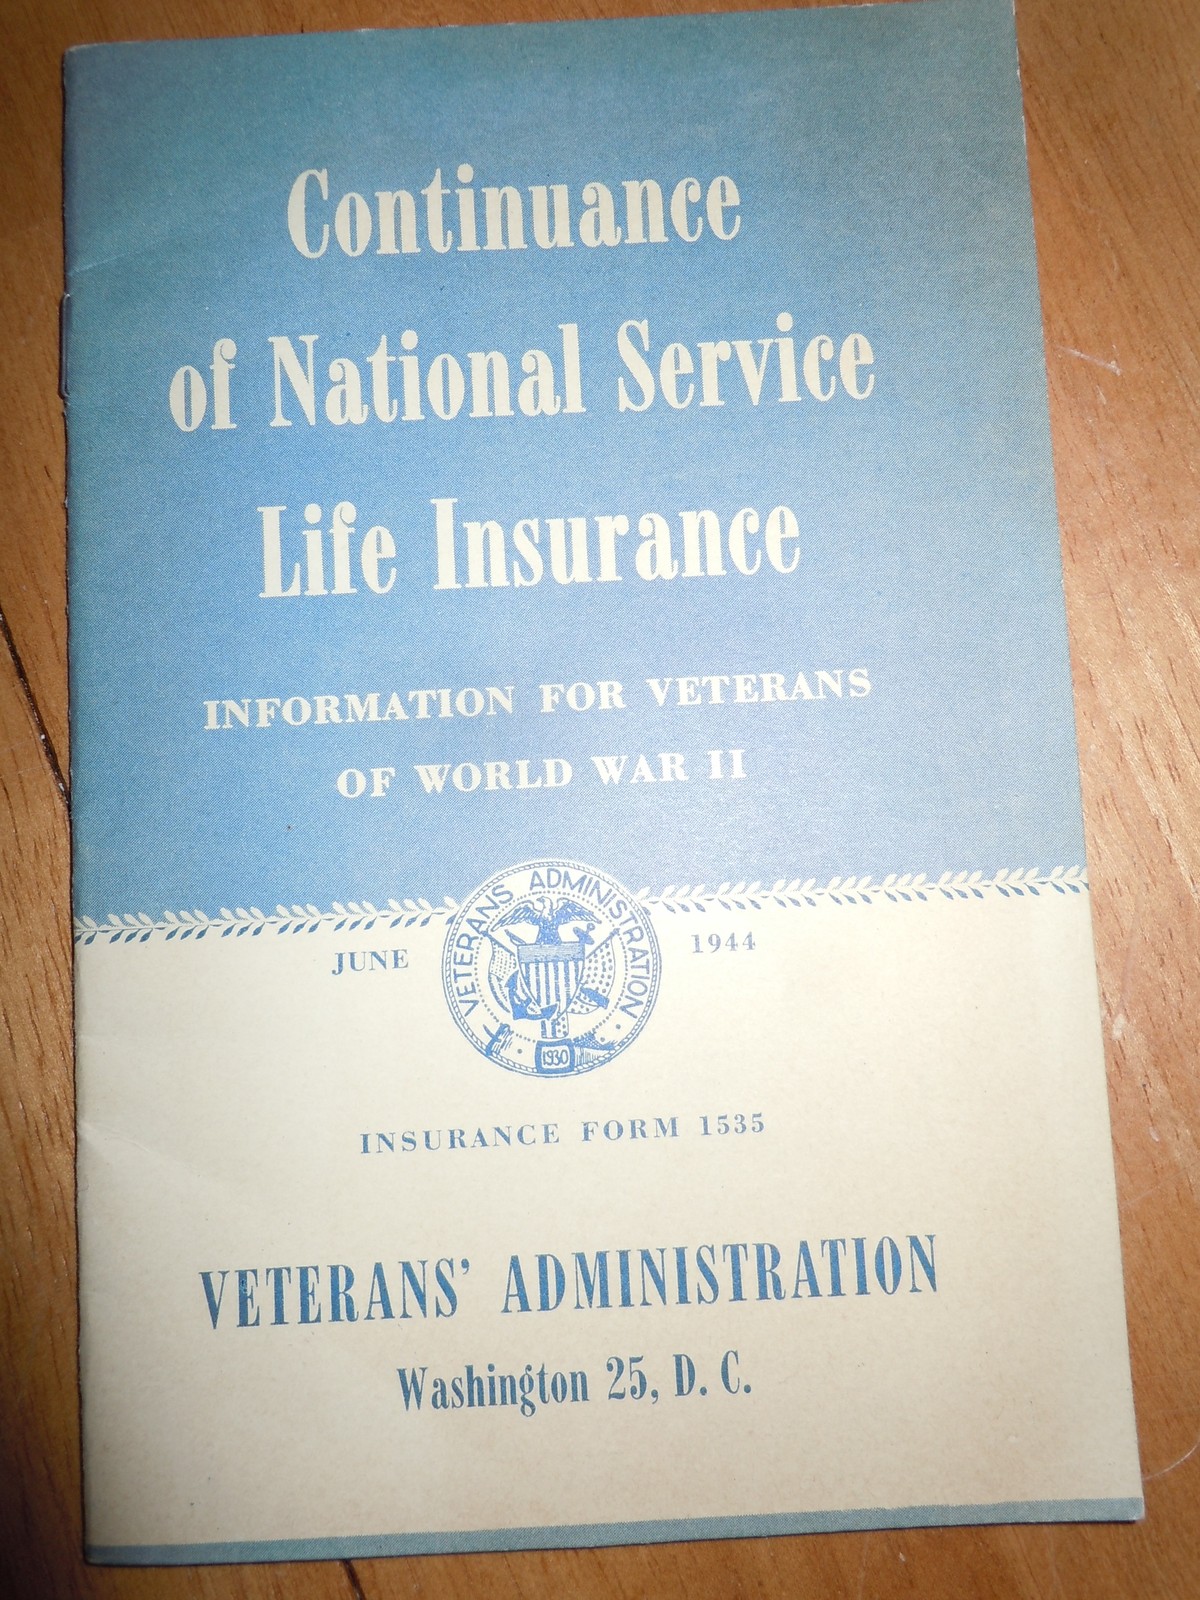 Continuance
of National Service
Life Insurance
INFORMATION FOR VETERANS
OF WORLD WAR II
JUNE 1944
VETERANS ADMINISTRATION
1930
INSURANCE FORM 1535
VETERANS' ADMINISTRATION
Washington 25, D. C.